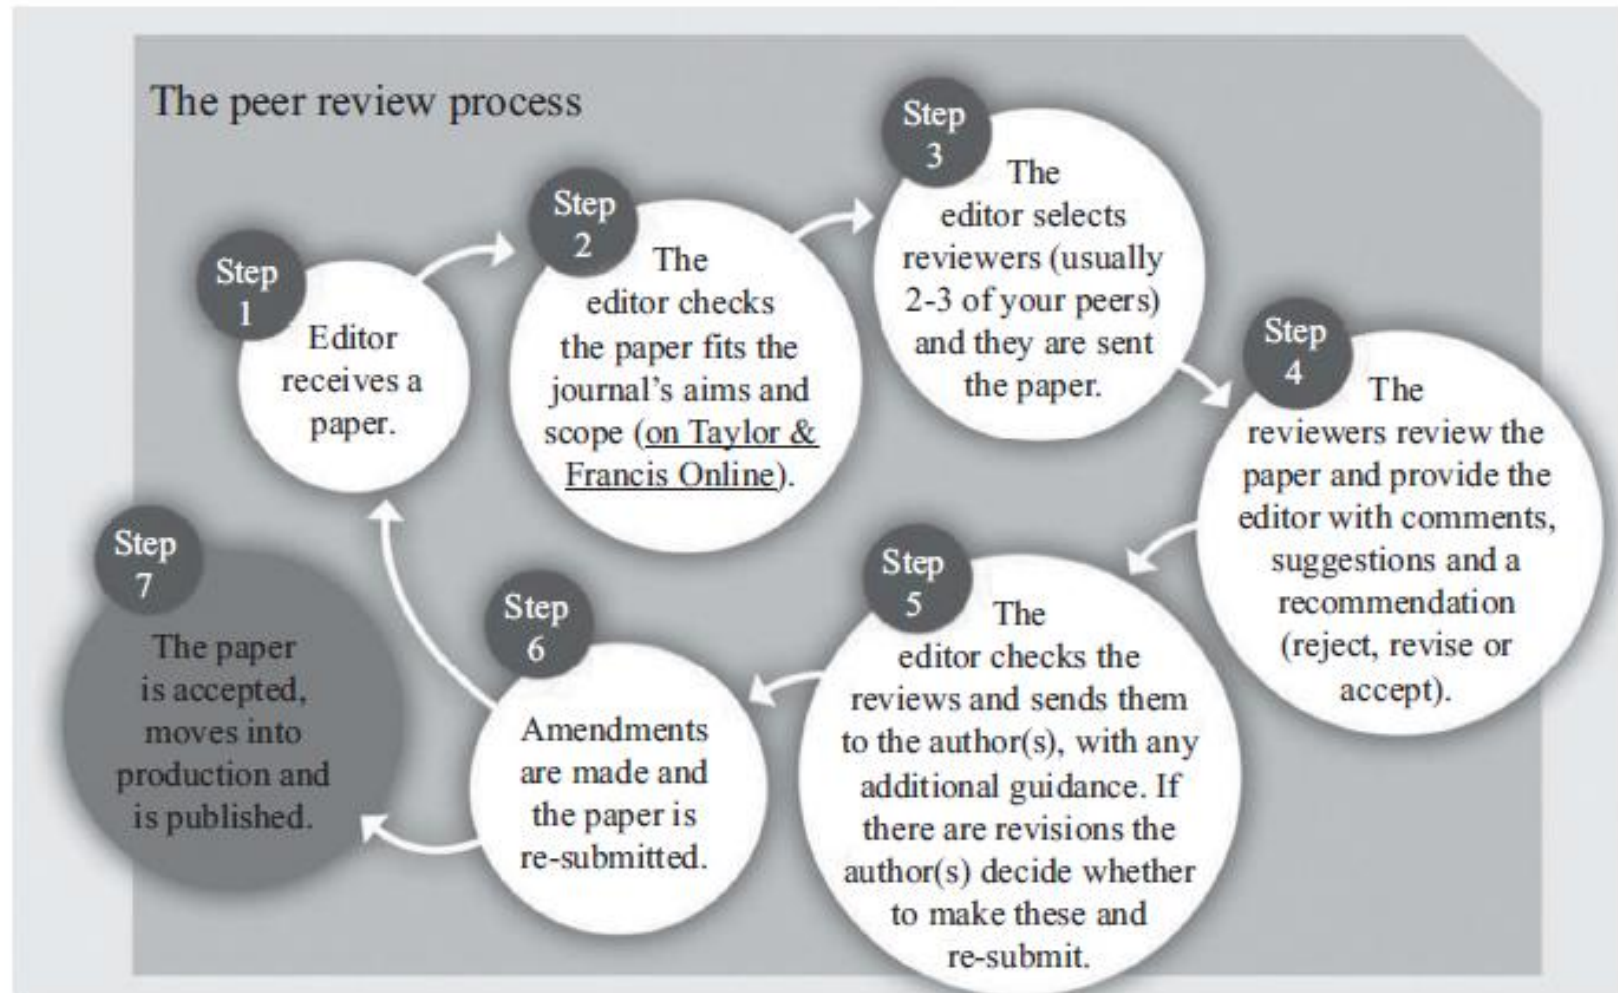 The peer review process
Step
1
Editor
receives a
paper.
Step
2
The
editor checks
the paper fits the
journal’s aims and
scope (on Taylor &
Francis Online).
Step
3
The
editor selects
reviewers (usually
2-3 of your peers)
and they are sent
the paper.
Step
4
The
reviewers review the
paper and provide the
editor with comments,
suggestions and a
recommendation
(reject, revise or
accept).
Step
5
The
editor checks the
reviews and sends them
to the author(s), with any
additional guidance. If
there are revisions the
author(s) decide whether
to make these and
re-submit.
Step
6
Amendments
are made and
the paper is
re-submitted.
Step
7
The paper
is accepted,
moves into
production and
is published.